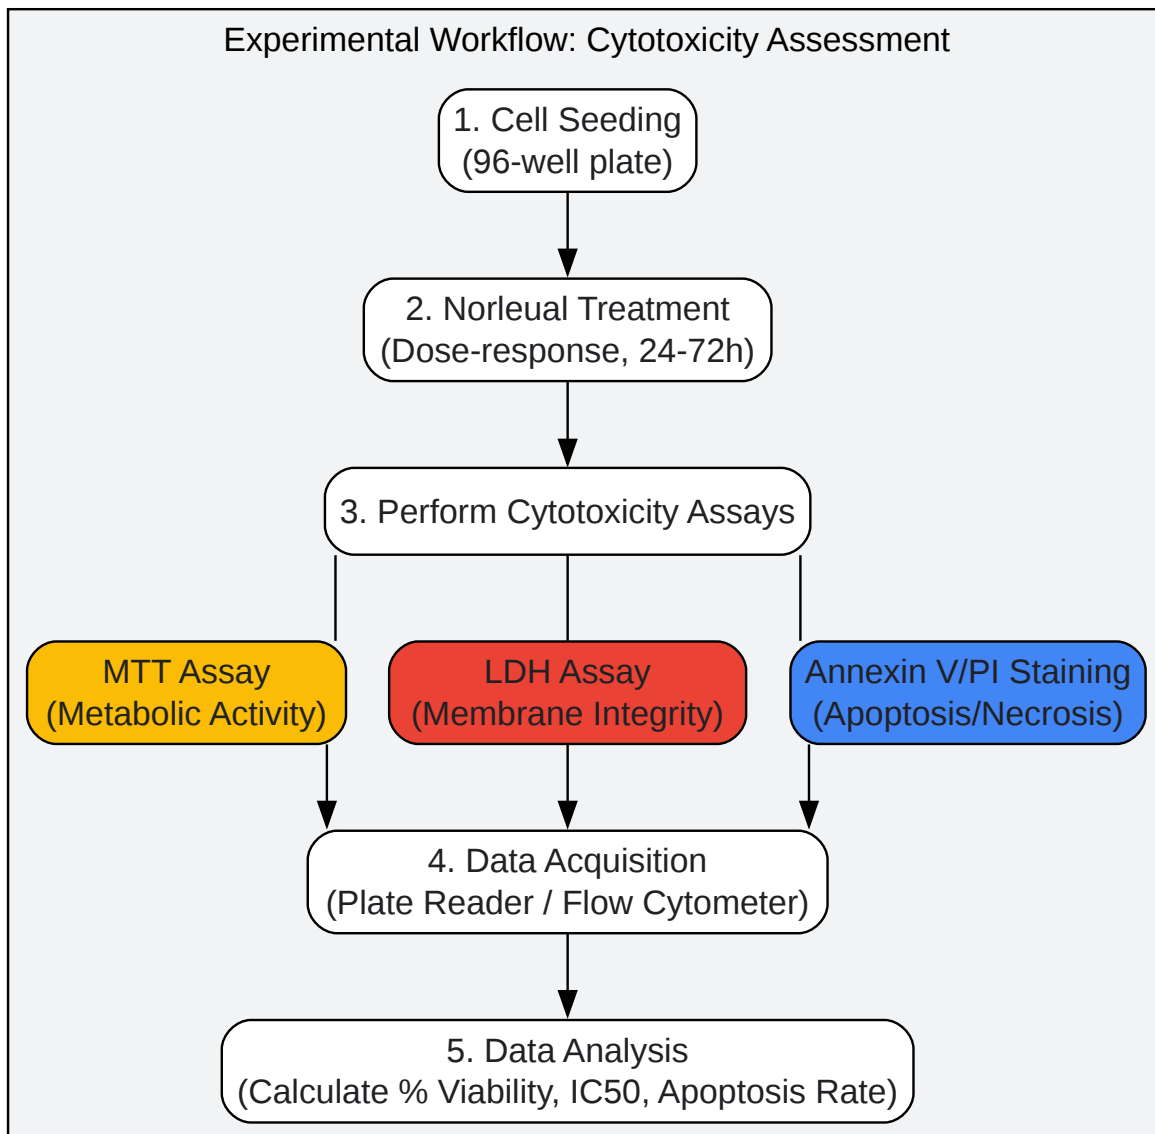 Experimental Workflow: Cytotoxicity Assessment
1. Cell Seeding
(96-well plate)
2. Norleual Treatment
(Dose-response, 24-72h)
3. Perform Cytotoxicity Assays
MTT Assay
(Metabolic Activity)
LDH Assay
(Membrane Integrity)
Annexin V/PI Staining
(Apoptosis/Necrosis)
4. Data Acquisition
(Plate Reader / Flow Cytometer)
5. Data Analysis
(Calculate % Viability, IC50, Apoptosis Rate)